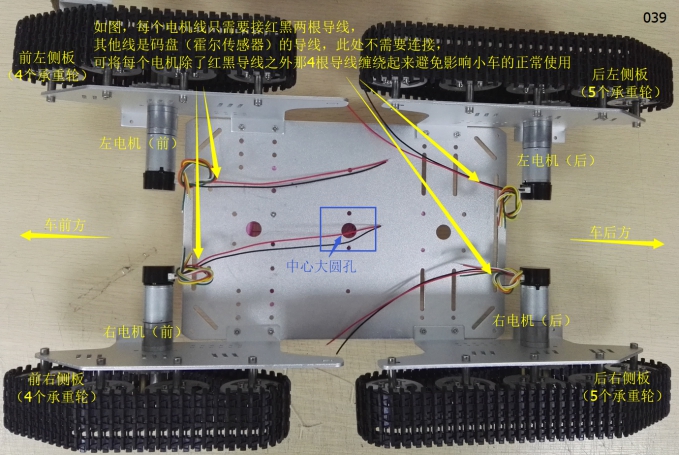 039
如图，每个电机线只需要接红黑两根导线，
其他线是码盘（霍尔传感器）的导线，此处不需要连接；
可将每个电机除了红黑导线之外那4根导线缠绕起来避免影响小车的正常使用
前左侧板
（4个承重轮）
后左侧板
（5个承重轮）
左电机（前）
左电机（后）
车前方
车后方
中心大圆孔
右电机（前）
右电机（后）
前右侧板
（4个承重轮）
后右侧板
（5个承重轮）